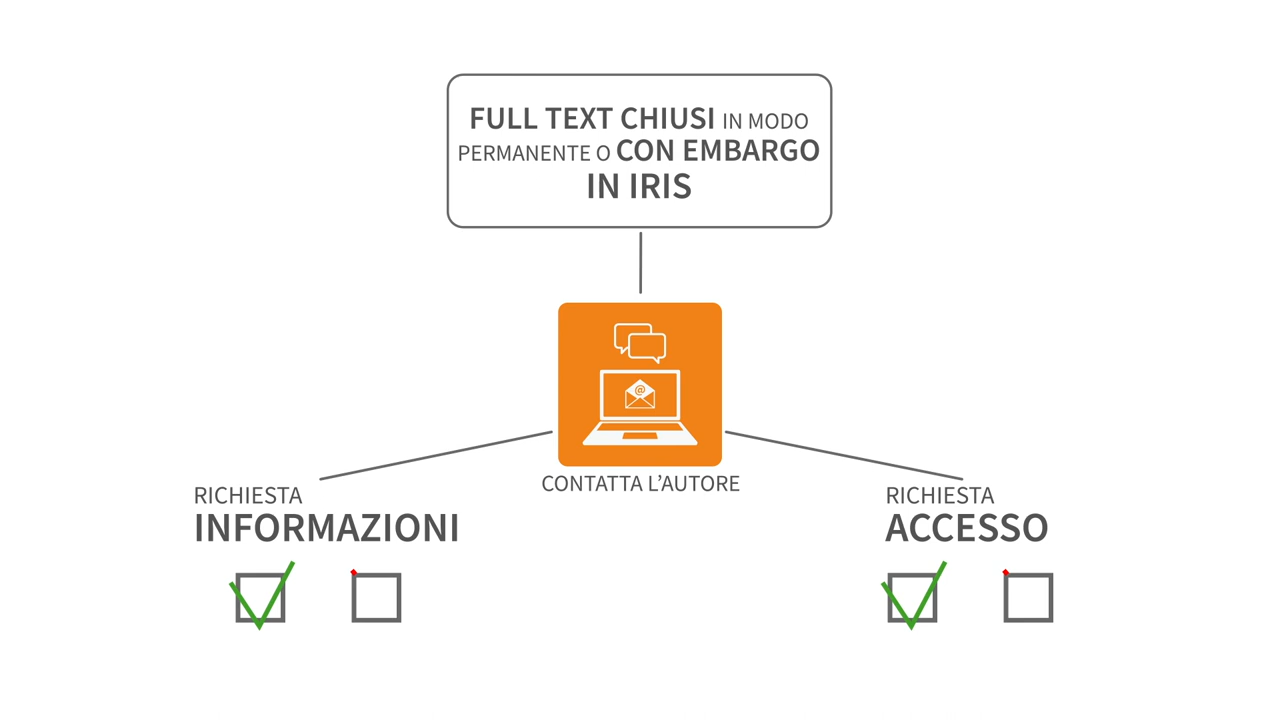 FULL TEXT CHIUSI IN MODO
PERMANENTE O CON EMBARGO
IN IRIS
@
CONTATTA L'AUTORE
RICHIESTA
INFORMAZIONI
RICHIESTA
ACCESSO